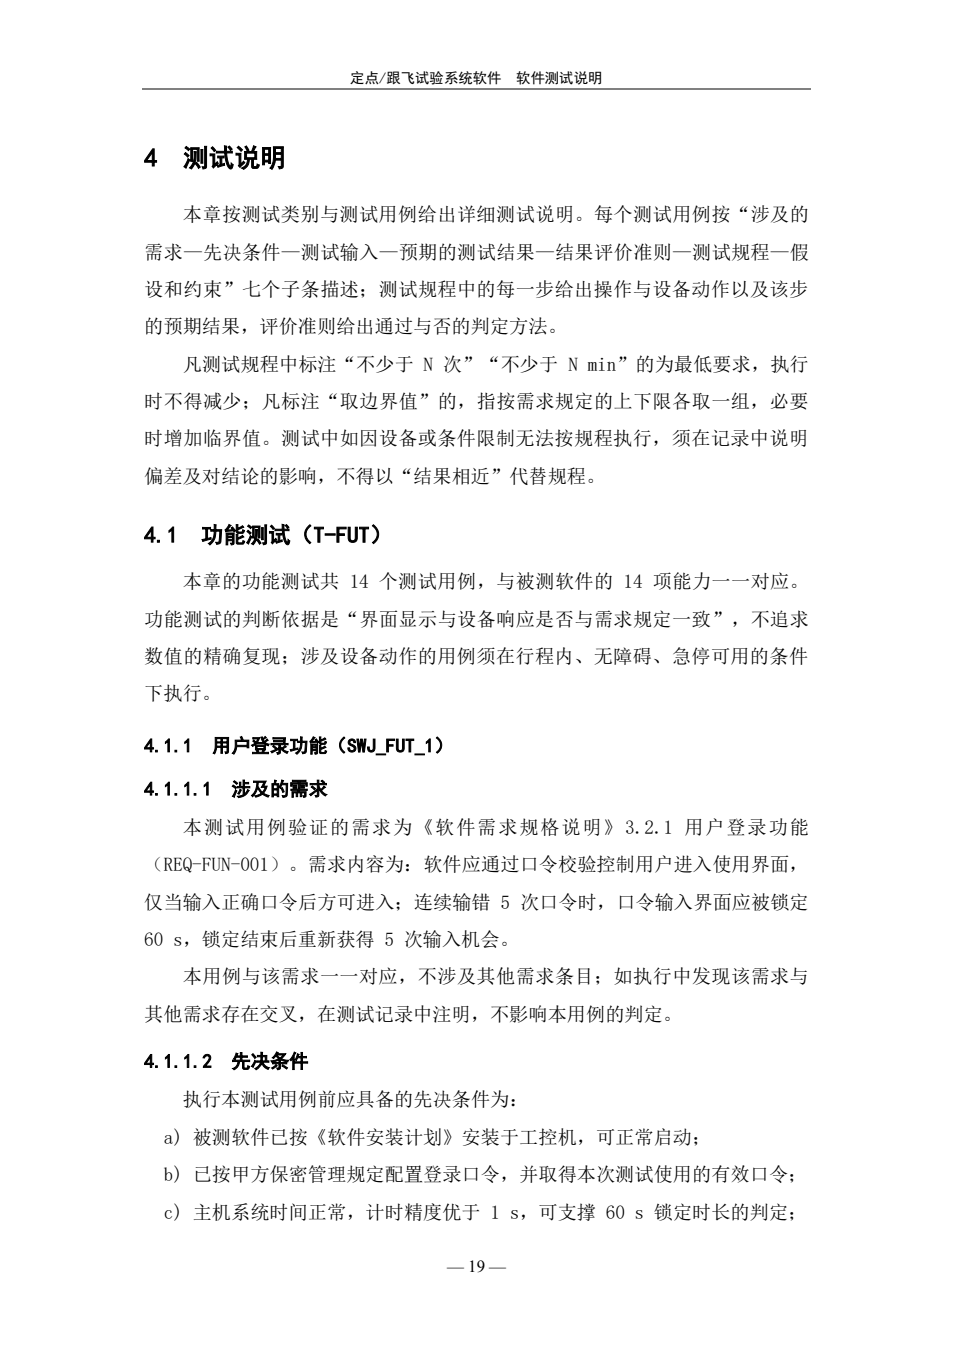 定点/跟飞试验系统软件　软件测试说明
4　测试说明
本章按测试类别与测试用例给出详细测试说明。每个测试用例按“涉及的
需求—先决条件—测试输入—预期的测试结果—结果评价准则—测试规程—假
设和约束”七个子条描述；测试规程中的每一步给出操作与设备动作以及该步
的预期结果，评价准则给出通过与否的判定方法。
凡测试规程中标注“不少于 N 次”“不少于 N min”的为最低要求，执行
时不得减少；凡标注“取边界值”的，指按需求规定的上下限各取一组，必要
时增加临界值。测试中如因设备或条件限制无法按规程执行，须在记录中说明
偏差及对结论的影响，不得以“结果相近”代替规程。
4.1　功能测试（T-FUT）
本章的功能测试共 14 个测试用例，与被测软件的 14 项能力一一对应。
功能测试的判断依据是“界面显示与设备响应是否与需求规定一致”，不追求
数值的精确复现；涉及设备动作的用例须在行程内、无障碍、急停可用的条件
下执行。
4.1.1　用户登录功能（SWJ_FUT_1）
4.1.1.1　涉及的需求
本测试用例验证的需求为《软件需求规格说明》3.2.1 用户登录功能
（REQ-FUN-001）。需求内容为：软件应通过口令校验控制用户进入使用界面，
仅当输入正确口令后方可进入；连续输错 5 次口令时，口令输入界面应被锁定
60 s，锁定结束后重新获得 5 次输入机会。
本用例与该需求一一对应，不涉及其他需求条目；如执行中发现该需求与
其他需求存在交叉，在测试记录中注明，不影响本用例的判定。
4.1.1.2　先决条件
执行本测试用例前应具备的先决条件为：
a) 被测软件已按《软件安装计划》安装于工控机，可正常启动；
b) 已按甲方保密管理规定配置登录口令，并取得本次测试使用的有效口令；
c) 主机系统时间正常，计时精度优于 1 s，可支撑 60 s 锁定时长的判定；
— 19 —